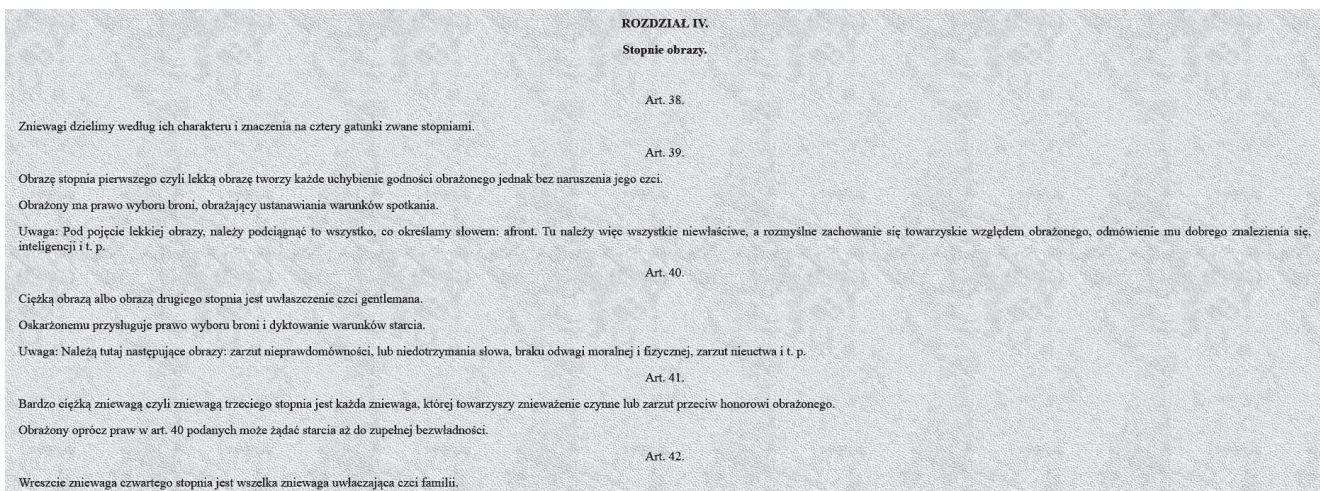 ROZDZIAŁ IV.
Stopnie obrazy.
Art. 38.
Zniewagi dzielimy według ich charakteru i znaczenia na cztery gatunki zwane stopniami.
Art. 39.
Obrazę stopnia pierwszego czyli lekką obrazę tworzy każde uchybienie godności obrażonego jednak bez naruszenia jego czci.
Obrażony ma prawo wyboru broni, obrażający ustanawiania warunków spotkania.
Uwaga: Pod pojęcie lekkiej obrazy, należy podciągnąć to wszystko, co określamy słowem: afront. Tu należy więc wszystkie niewłaściwe, a rozmyślne zachowanie się towarzyskie względem obrażonego, odmówienie mu dobrego znalezienia się,
inteligencji i t. p.
Art. 40.
Ciężką obrazą albo obrazą drugiego stopnia jest uwłaszczenie czci gentlemana.
Oskarżonemu przysługuje prawo wyboru broni i dyktowanie warunków starcia.
Uwaga: Należą tutaj następujące obrazy: zarzut nieprawdomówności, lub niedotrzymania słowa, braku odwagi moralnej i fizycznej, zarzut nieuctwa i t. p.
Art. 41.
Bardzo ciężką zniewagą czyli zniewagą trzeciego stopnia jest każda zniewaga, której towarzyszy znieważenie czynne lub zarzut przeciw honorowi obrażonego.
Obrażony oprócz praw w art. 40 podanych może żądać starcia aż do zupełnej bezwładności.
Art. 42.
Wreszcie zniewaga czwartego stopnia jest wszelka zniewaga uwłaczająca czci familii.